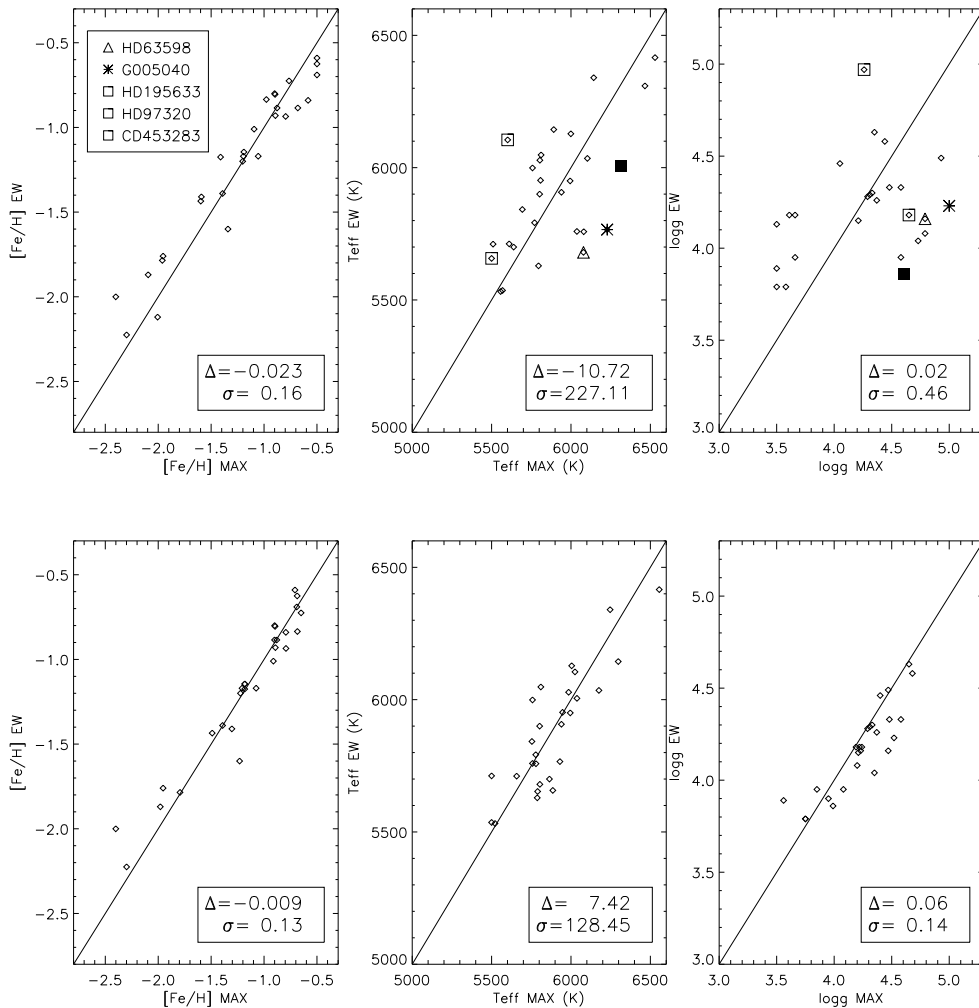 −0.5
−1.0
−1.5
−2.0
−2.5
[Fe/H] EW
HD63598
G005040
HD195633
HD97320
CD453283
Δ=−0.023
σ= 0.16
−2.5 −2.0 −1.5 −1.0 −0.5
[Fe/H] MAX
6500
6000
5500
5000
Teff EW (K)
Δ=−10.72
σ=227.11
5000 5500 6000 6500
Teff MAX (K)
5.0
4.5
4.0
3.5
3.0
logg EW
Δ= 0.02
σ= 0.46
3.0 3.5 4.0 4.5 5.0
logg MAX
−0.5
−1.0
−1.5
−2.0
−2.5
[Fe/H] EW
Δ=−0.009
σ= 0.13
−2.5 −2.0 −1.5 −1.0 −0.5
[Fe/H] MAX
6500
6000
5500
5000
Teff EW (K)
Δ= 7.42
σ=128.45
5000 5500 6000 6500
Teff MAX (K)
5.0
4.5
4.0
3.5
3.0
logg EW
Δ= 0.06
σ= 0.14
3.0 3.5 4.0 4.5 5.0
logg MAX